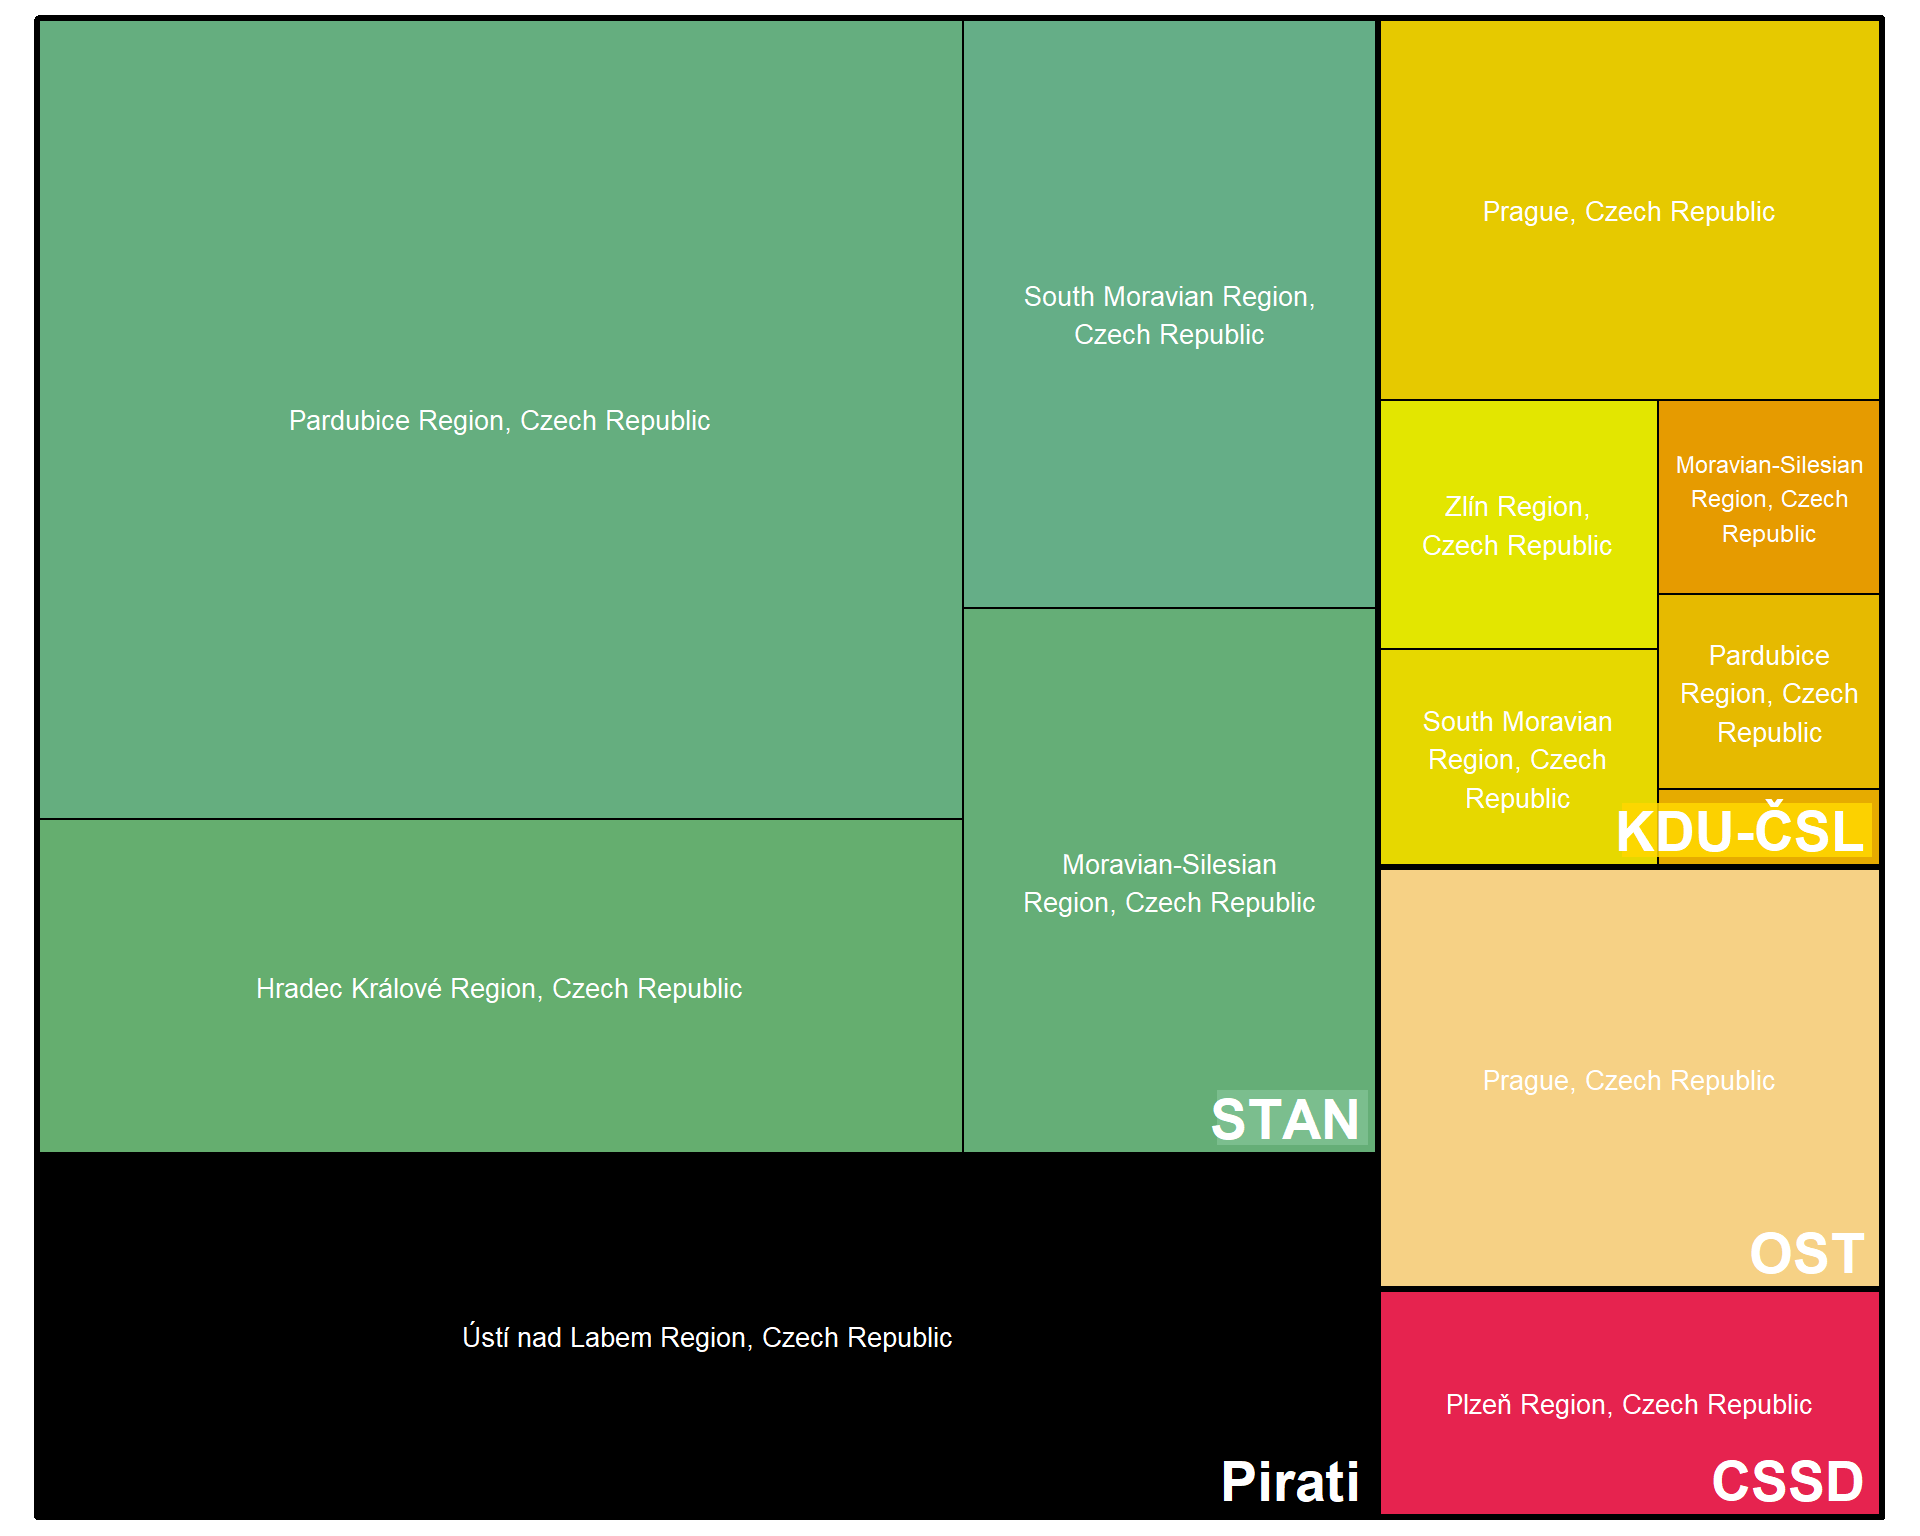 Pardubice Region, Czech Republic
Hradec Králové Region, Czech Republic
South Moravian Region,
Czech Republic
Moravian-Silesian
Region, Czech Republic
STAN
Ústí nad Labem Region, Czech Republic
Pirati
Prague, Czech Republic
Zlín Region,
Czech Republic
South Moravian
Region, Czech
Republic
Moravian-Silesian
Region, Czech
Republic
Pardubice
Region, Czech
Republic
KDU-ČSL
Prague, Czech Republic
OST
Plzeň Region, Czech Republic
CSSD